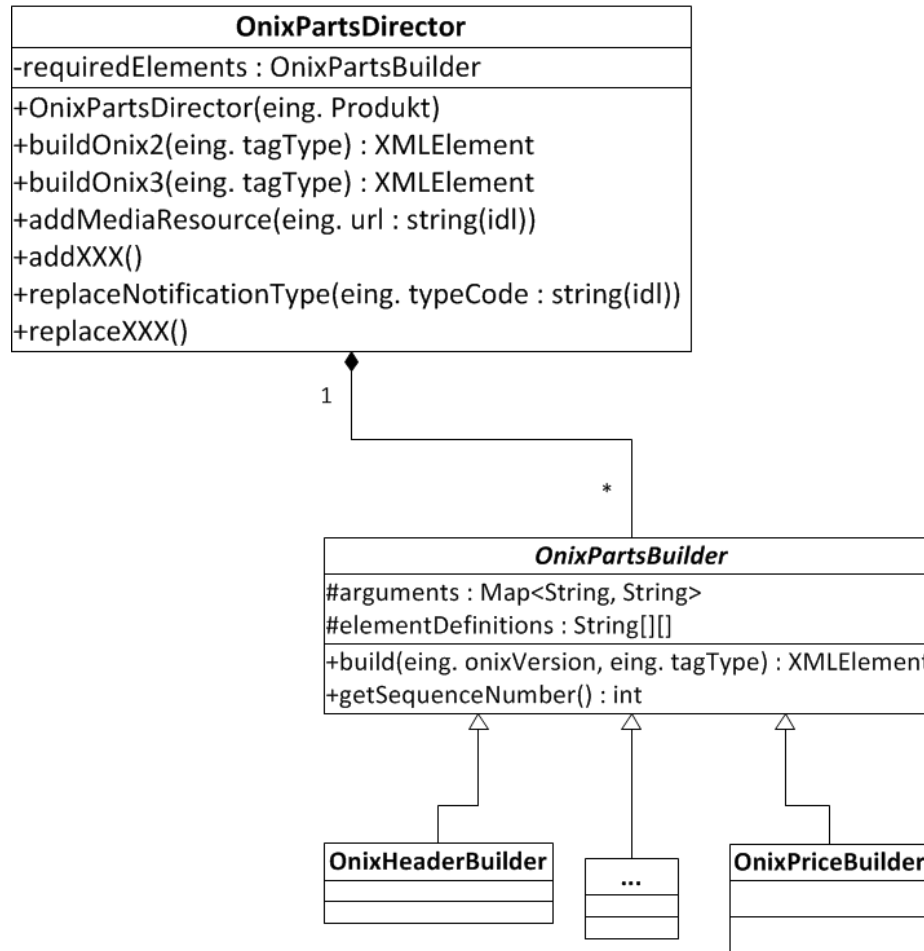 OnixPartsDirector
-requiredElements : OnixPartsBuilder
+OnixPartsDirector(eing. Produkt)
+buildOnix2(eing. tagType) : XMLElement
+buildOnix3(eing. tagType) : XMLElement
+addMediaResource(eing. url : string(idl))
+addXXX()
+replaceNotificationType(eing. typeCode : string(idl))
+replaceXXX()
1
*
OnixPartsBuilder
#arguments : Map<String, String>
#elementDefinitions : String[][]
+build(eing. onixVersion, eing. tagType) : XMLElement
+getSequenceNumber() : int
OnixHeaderBuilder
...
OnixPriceBuilder